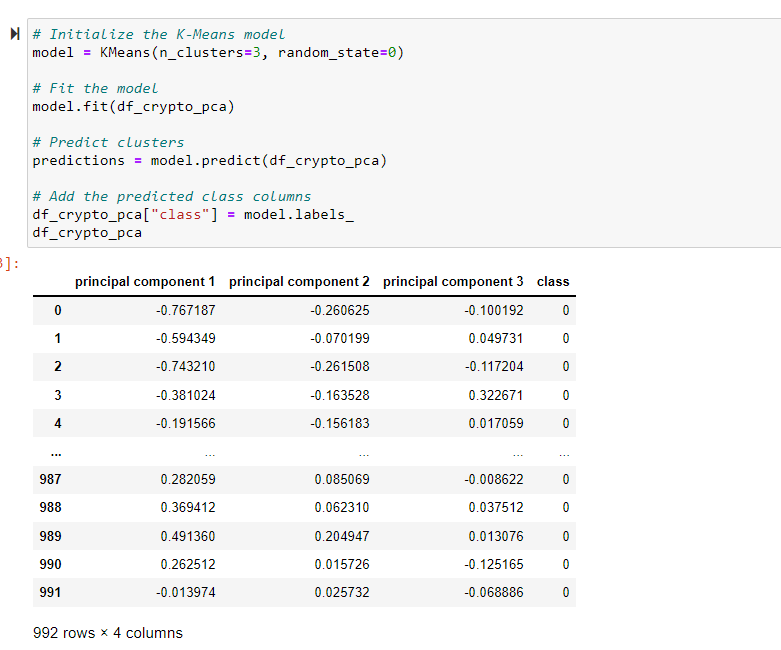 # Initialize the K-Means model
model = KMeans(n_clusters=3, random_state=0)
# Fit the model
model.fit(df_crypto_pca)
# Predict clusters
predictions = model.predict(df_crypto_pca)
# Add the predicted class columns
df_crypto_pca["class"] = model.labels_
df_crypto_pca
]:
principal component 1 principal component 2 principal component 3 class
0 -0.767187 -0.260625 -0.100192 0
1 -0.594349 -0.070199 0.049731 0
2 -0.743210 -0.261508 -0.117204 0
3 -0.381024 -0.163528 0.322671 0
4 -0.191566 -0.156183 0.017059 0
... ... ... ... ...
987 0.282059 0.085069 -0.008622 0
988 0.369412 0.062310 0.037512 0
989 0.491360 0.204947 0.013076 0
990 0.262512 0.015726 -0.125165 0
991 -0.013974 0.025732 -0.068886 0
992 rows × 4 columns